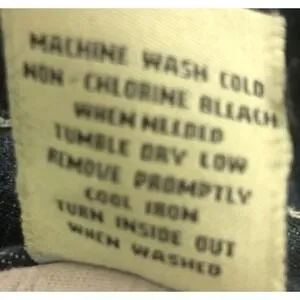 MACHINE WASH COLD
NON-CHLORINE BLEACH
WHEN NEEDED
TUMBLE DRY LOW
REMOVE PROMPTLY
COOL IRON
TURN INSIDE OUT
WHEN WASHED